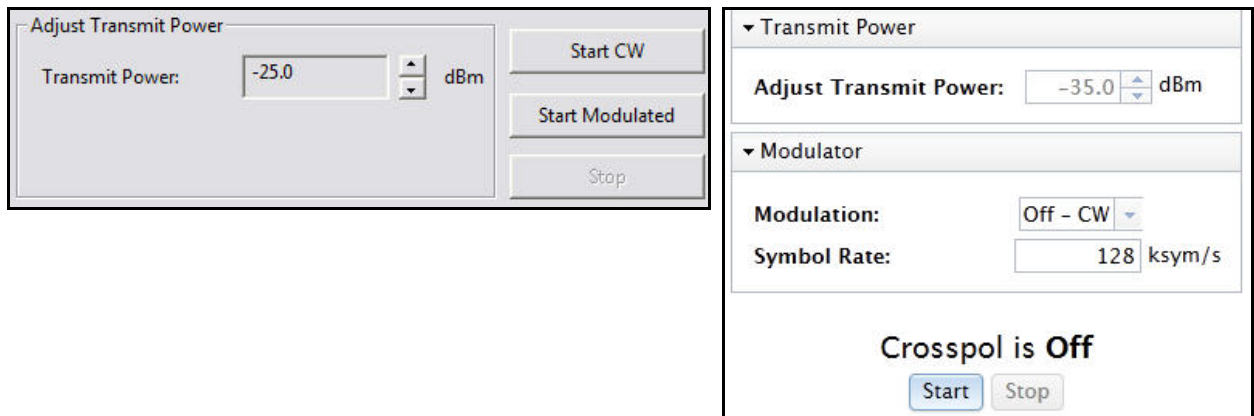 Adjust Transmit Power
Transmit Power: -25.0 dBm
Start CW
Start Modulated
Stop
Transmit Power
Adjust Transmit Power: -35.0 dBm
Modulator
Modulation: Off - CW
Symbol Rate: 128 ksym/s
Crosspol is Off
Start Stop